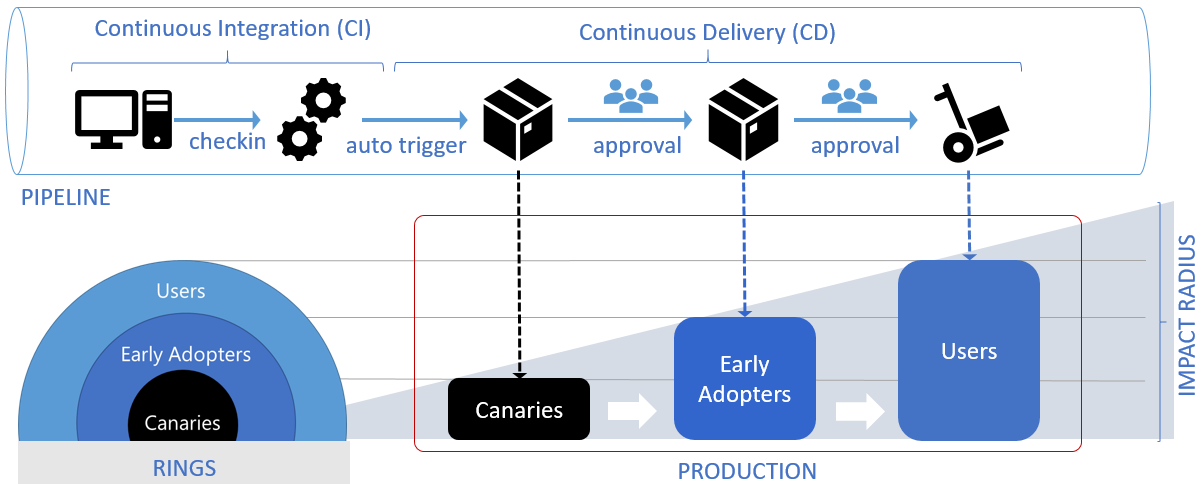 Continuous Integration (CI)
Continuous Delivery (CD)
checkin
auto trigger
approval
approval
PIPELINE
Users
Early Adopters
Canaries
RINGS
Canaries
Early
Adopters
Users
PRODUCTION
IMPACT RADIUS